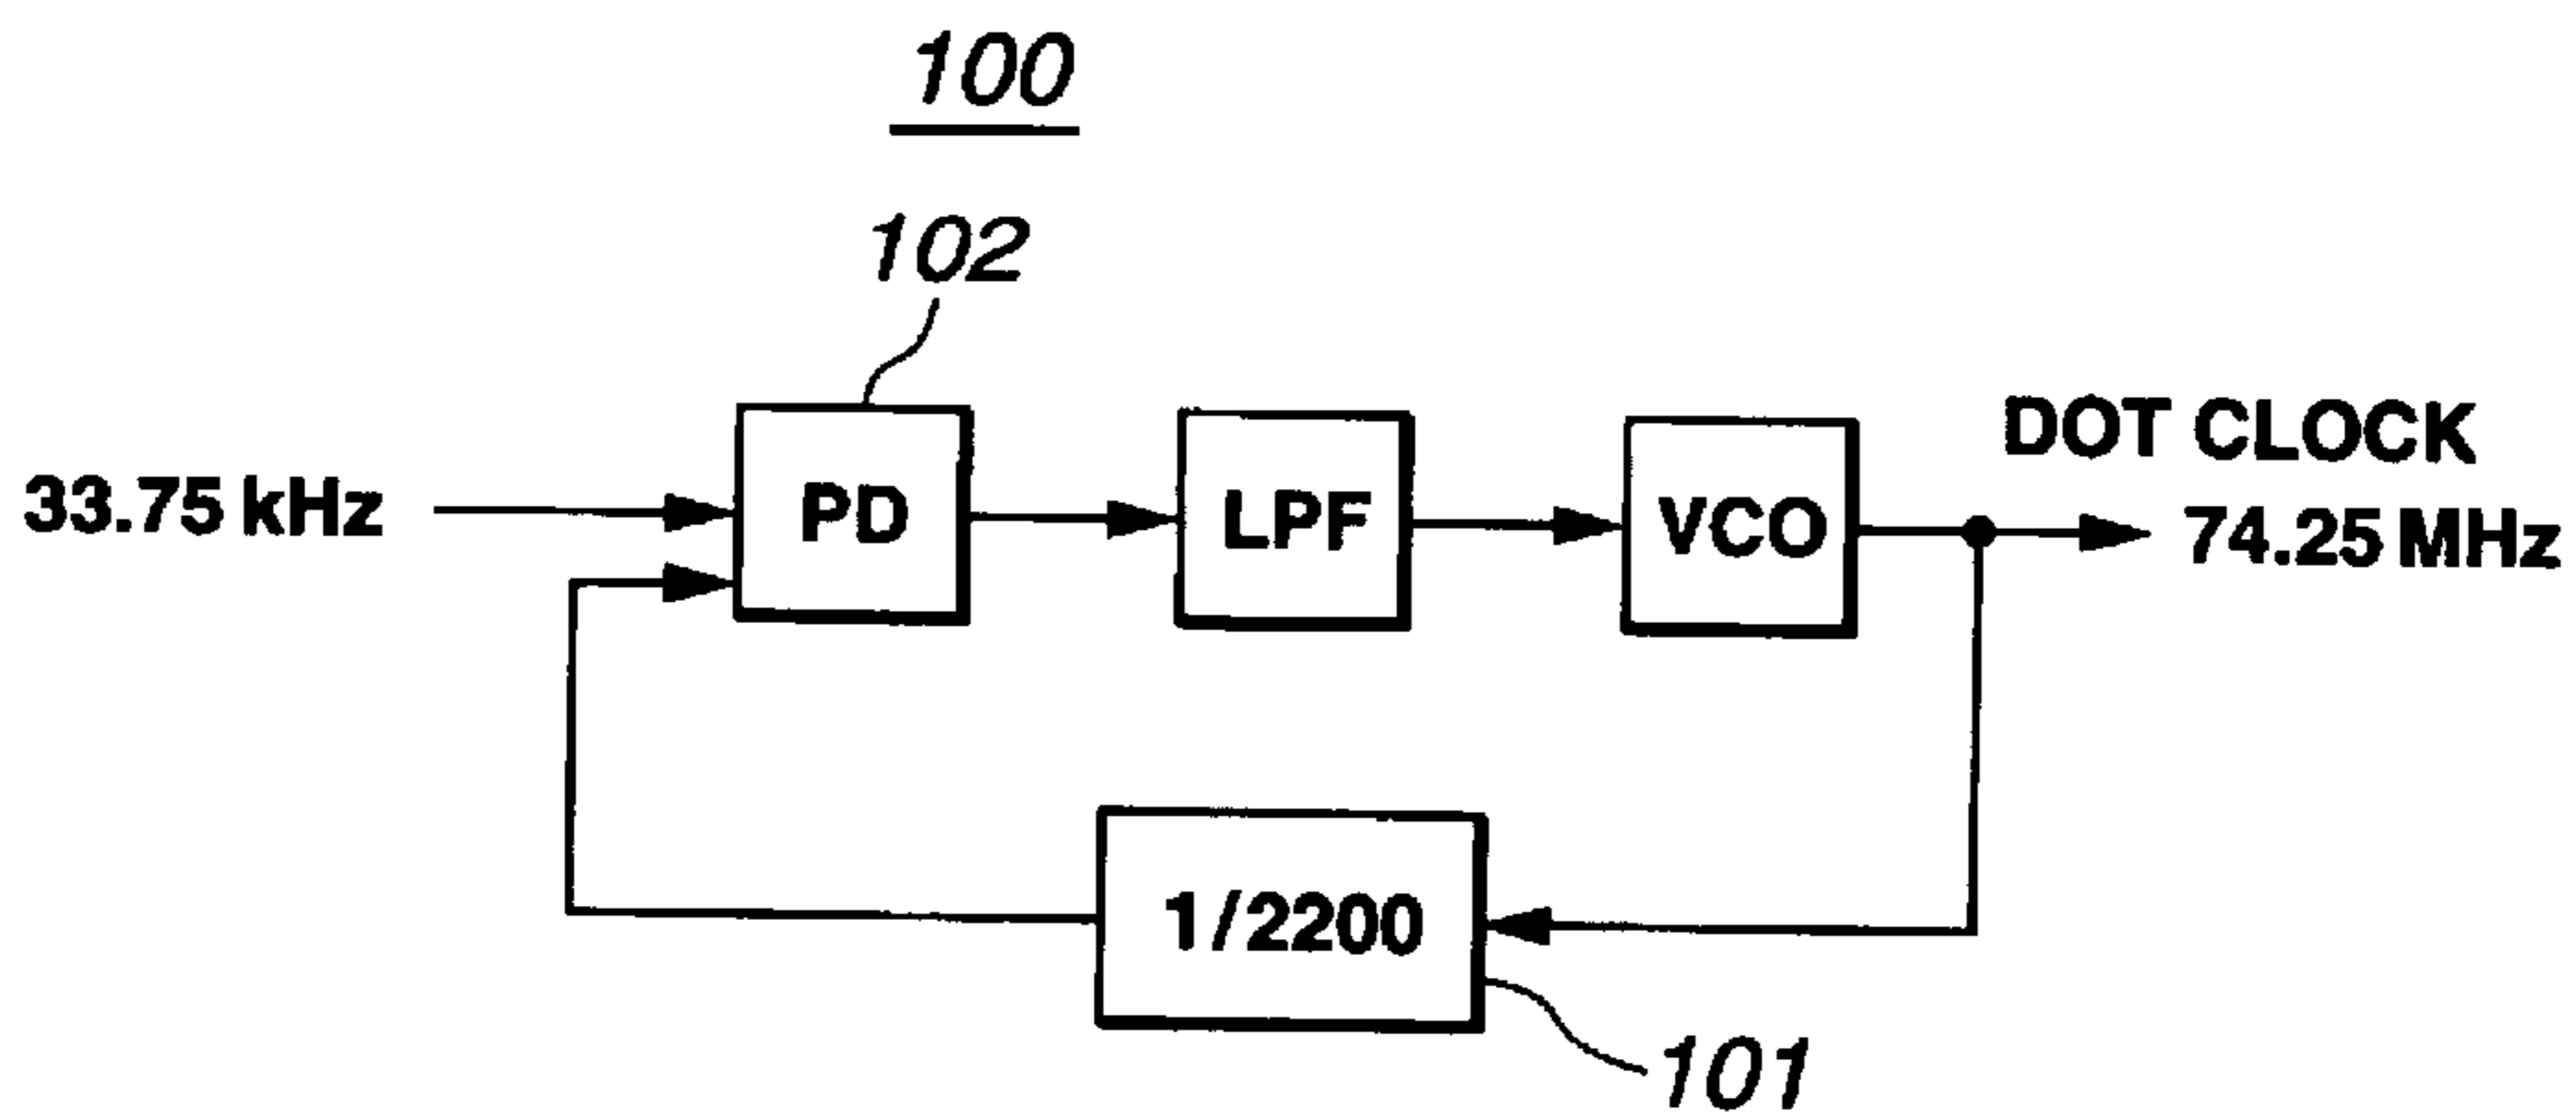 100
102
33.75 kHz
PD
LPF
VCO
DOT CLOCK
74.25 MHz
1/2200
101